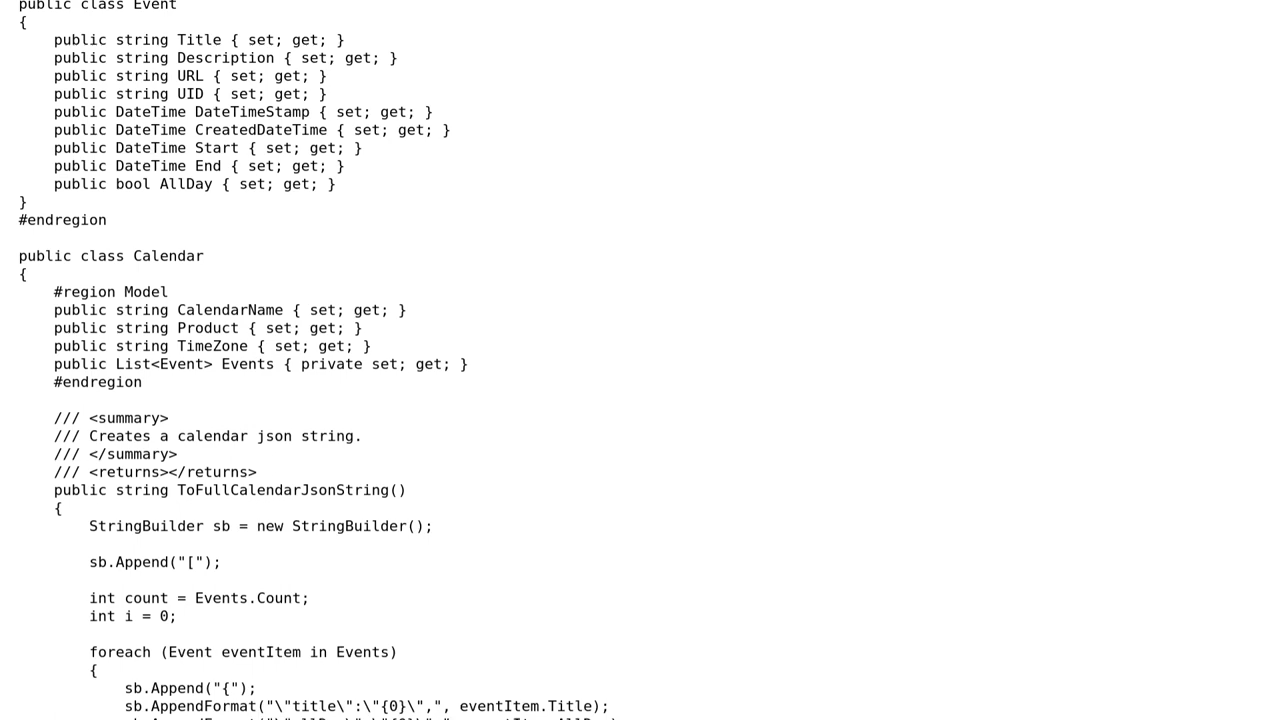 public class Event
{
    public string Title { set; get; }
    public string Description { set; get; }
    public string URL { set; get; }
    public string UID { set; get; }
    public DateTime DateTimeStamp { set; get; }
    public DateTime CreatedDateTime { set; get; }
    public DateTime Start { set; get; }
    public DateTime End { set; get; }
    public bool AllDay { set; get; }
}
#endregion

public class Calendar
{
    #region Model
    public string CalendarName { set; get; }
    public string Product { set; get; }
    public string TimeZone { set; get; }
    public List<Event> Events { private set; get; }
    #endregion

    /// <summary>
    /// Creates a calendar json string.
    /// </summary>
    /// <returns></returns>
    public string ToFullCalendarJsonString()
    {
        StringBuilder sb = new StringBuilder();

        sb.Append("[");

        int count = Events.Count;
        int i = 0;

        foreach (Event eventItem in Events)
        {
            sb.Append("{");
            sb.AppendFormat("\"title\":\"{0}\",", eventItem.Title);